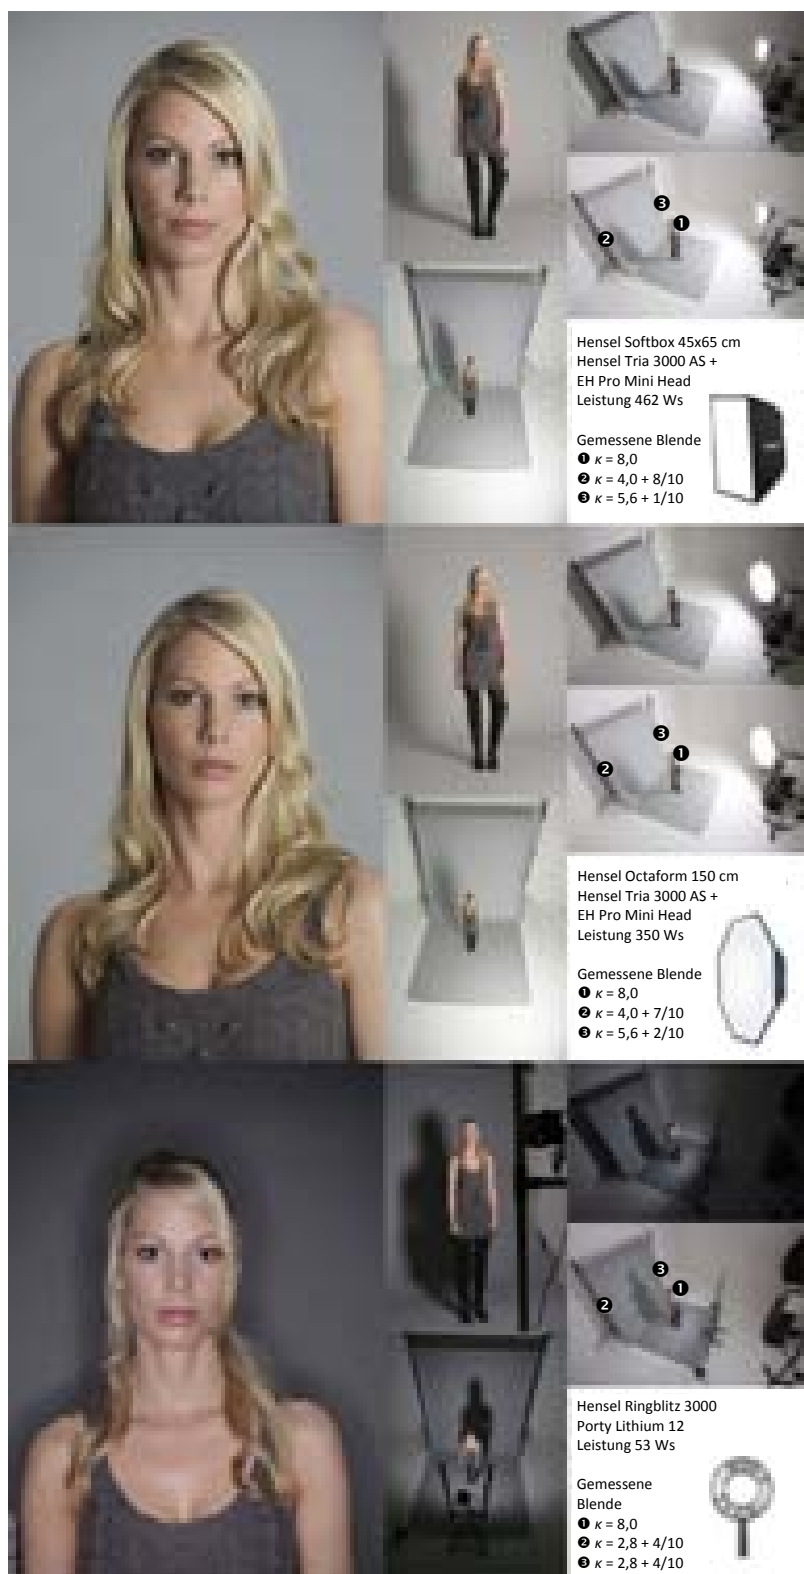 ❸
❶
❷
Hensel Softbox 45x65 cm
Hensel Tria 3000 AS +
EH Pro Mini Head
Leistung 462 Ws
Gemessene Blende
❶ κ = 8,0
❷ κ = 4,0 + 8/10
❸ κ = 5,6 + 1/10
❸
❶
❷
Hensel Octaform 150 cm
Hensel Tria 3000 AS +
EH Pro Mini Head
Leistung 350 Ws
Gemessene Blende
❶ κ = 8,0
❷ κ = 4,0 + 7/10
❸ κ = 5,6 + 2/10
❸
❶
❷
Hensel Ringblitz 3000
Porty Lithium 12
Leistung 53 Ws
Gemessene
Blende
❶ κ = 8,0
❷ κ = 2,8 + 4/10
❸ κ = 2,8 + 4/10